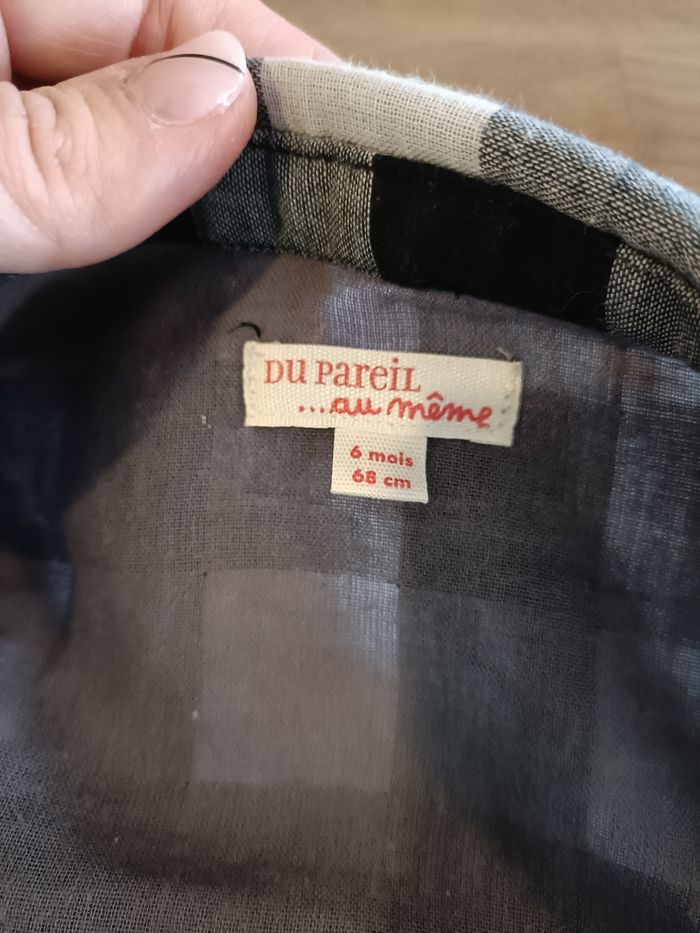 DU PAREIL
...au même
6 mois
68 cm